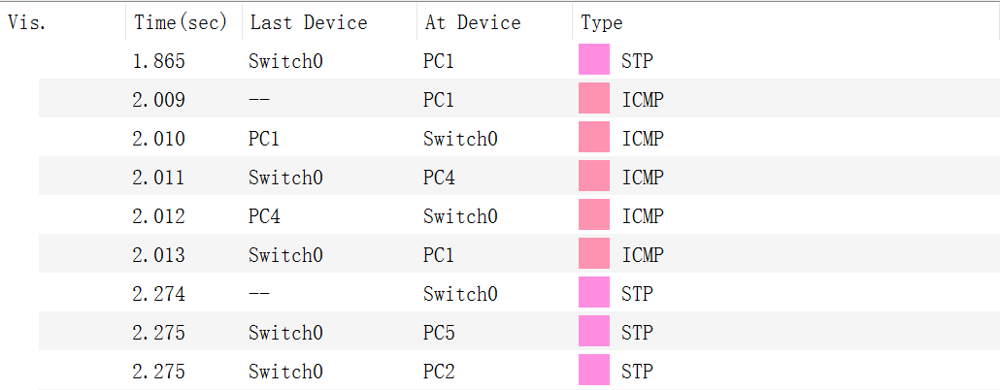 Vis. Time(sec) Last Device At Device Type
1.865 Switch0 PC1 STP
2.009 -- PC1 ICMP
2.010 PC1 Switch0 ICMP
2.011 Switch0 PC4 ICMP
2.012 PC4 Switch0 ICMP
2.013 Switch0 PC1 ICMP
2.274 -- Switch0 STP
2.275 Switch0 PC5 STP
2.275 Switch0 PC2 STP